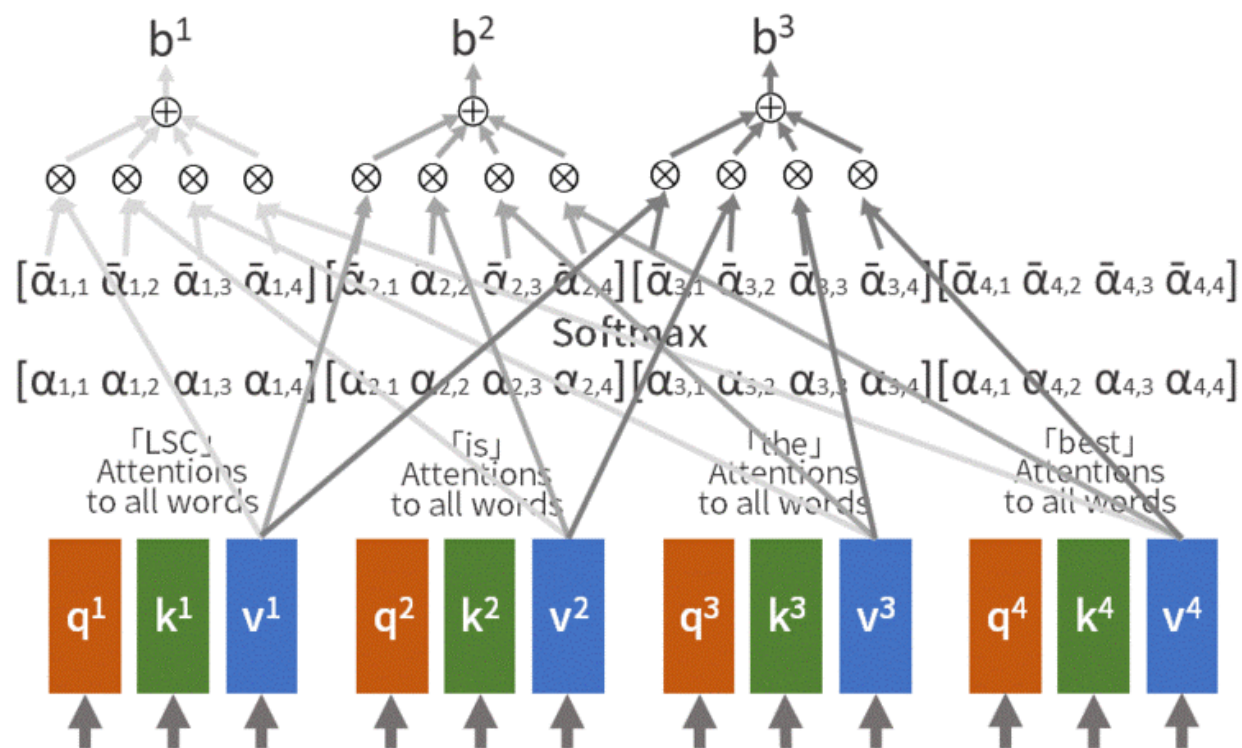 b¹ b² b³
[ᾱ1,1 ᾱ1,2 ᾱ1,3 ᾱ1,4][ᾱ2,1 ᾱ2,2 ᾱ2,3 ᾱ2,4][ᾱ3,1 ᾱ3,2 ᾱ3,3 ᾱ3,4][ᾱ4,1 ᾱ4,2 ᾱ4,3 ᾱ4,4]
Softmax
[α1,1 α1,2 α1,3 α1,4][α2,1 α2,2 α2,3 α2,4][α3,1 α3,2 α3,3 α3,4][α4,1 α4,2 α4,3 α4,4]
「LSC」
Attentions
to all words
「is」
Attentions
to all words
「the」
Attentions
to all words
「best」
Attentions
to all words
q¹ k¹ v¹ q² k² v² q³ k³ v³ q⁴ k⁴ v⁴